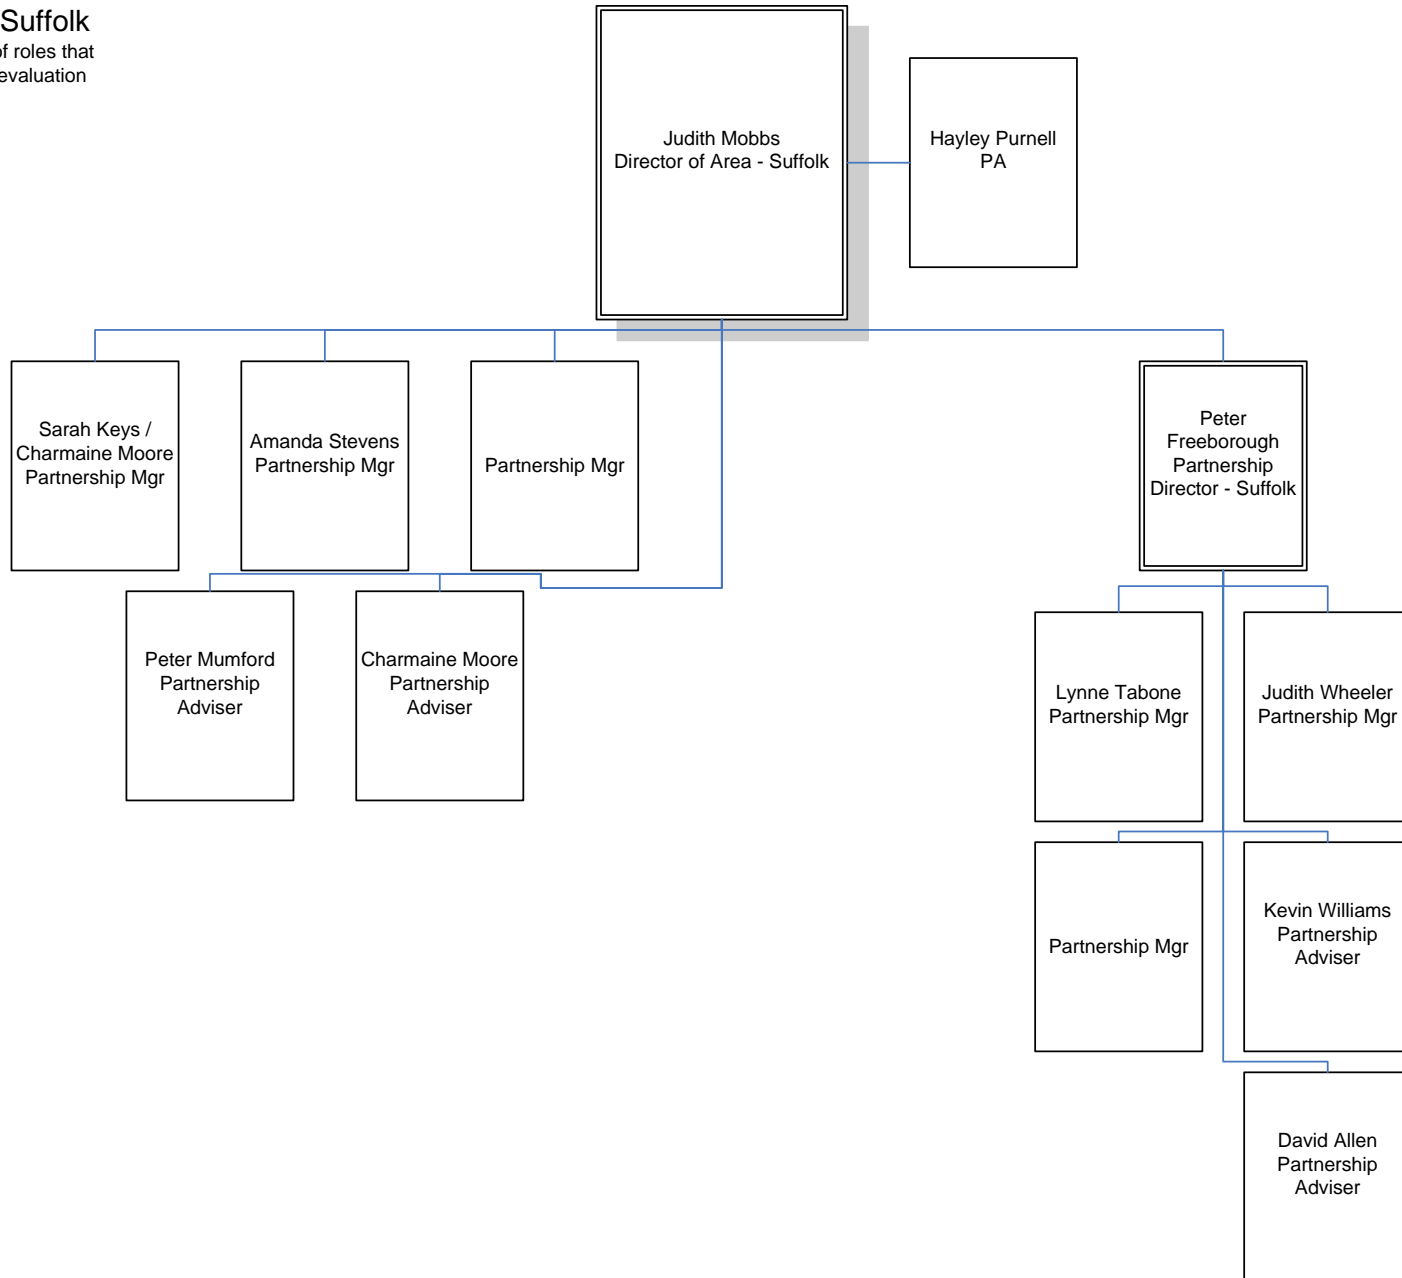 Suffolk
of roles that
evaluation
Judith Mobbs
Director of Area - Suffolk
Hayley Purnell
PA
Sarah Keys /
Charmaine Moore
Partnership Mgr
Amanda Stevens
Partnership Mgr
Partnership Mgr
Peter
Freeborough
Partnership
Director - Suffolk
Peter Mumford
Partnership
Adviser
Charmaine Moore
Partnership
Adviser
Lynne Tabone
Partnership Mgr
Judith Wheeler
Partnership Mgr
Partnership Mgr
Kevin Williams
Partnership
Adviser
David Allen
Partnership
Adviser